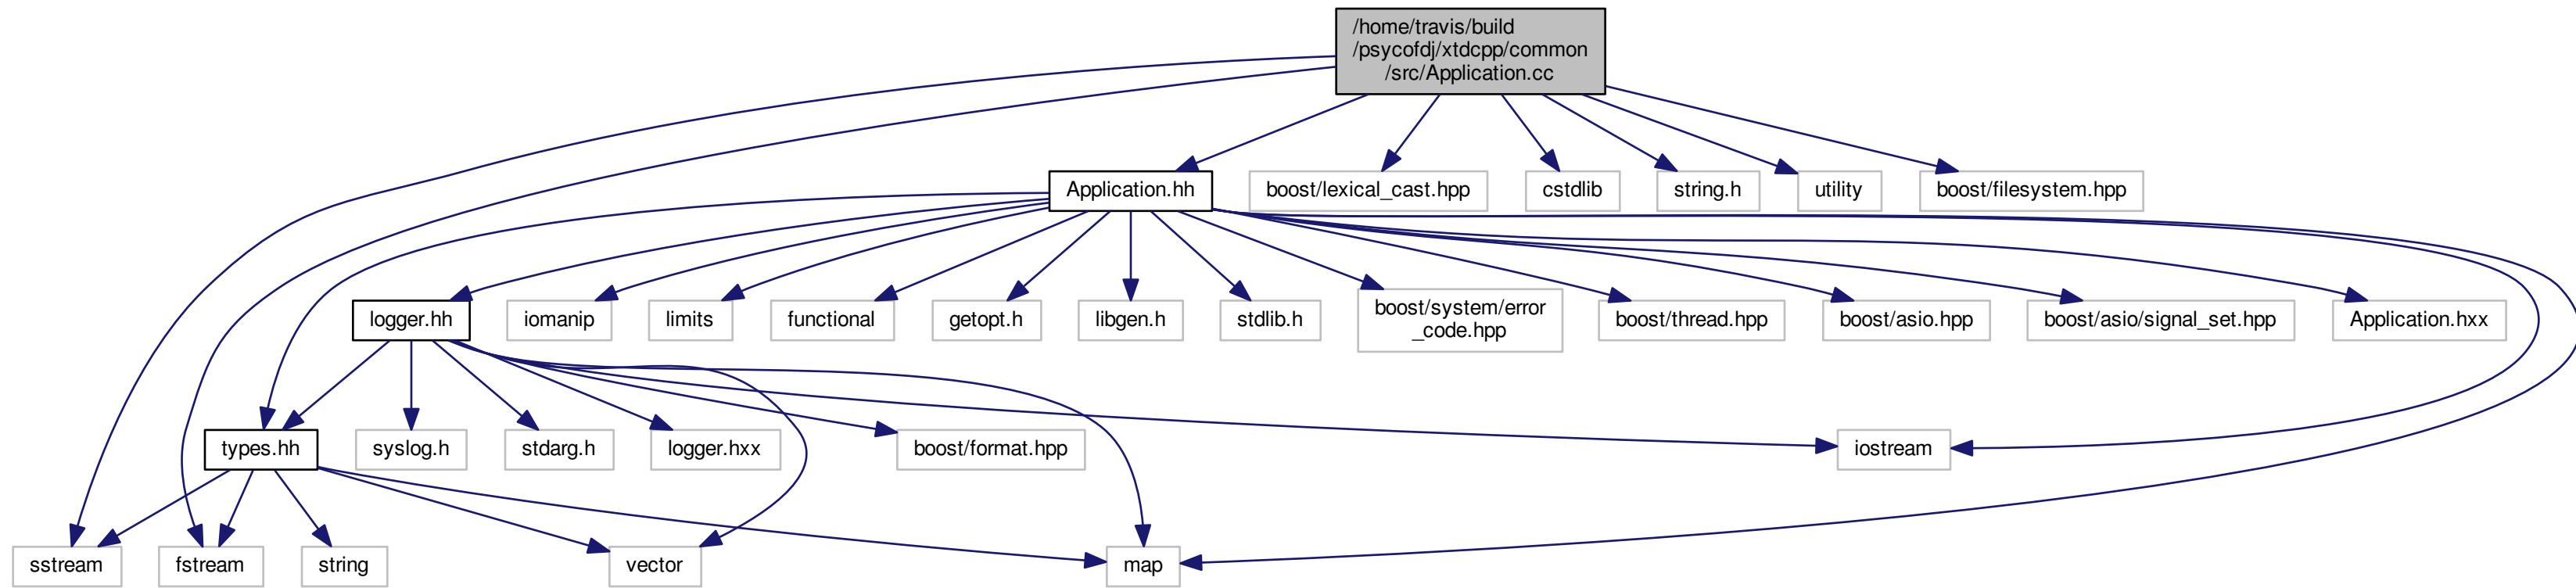 /home/travis/build
/psycofdj/xtdcpp/common
/src/Application.cc
Application.hh
boost/lexical_cast.hpp
cstdlib
string.h
utility
boost/filesystem.hpp
logger.hh
iomanip
limits
functional
getopt.h
libgen.h
stdlib.h
boost/system/error
_code.hpp
boost/thread.hpp
boost/asio.hpp
boost/asio/signal_set.hpp
Application.hxx
types.hh
syslog.h
stdarg.h
logger.hxx
boost/format.hpp
iostream
sstream
fstream
string
vector
map